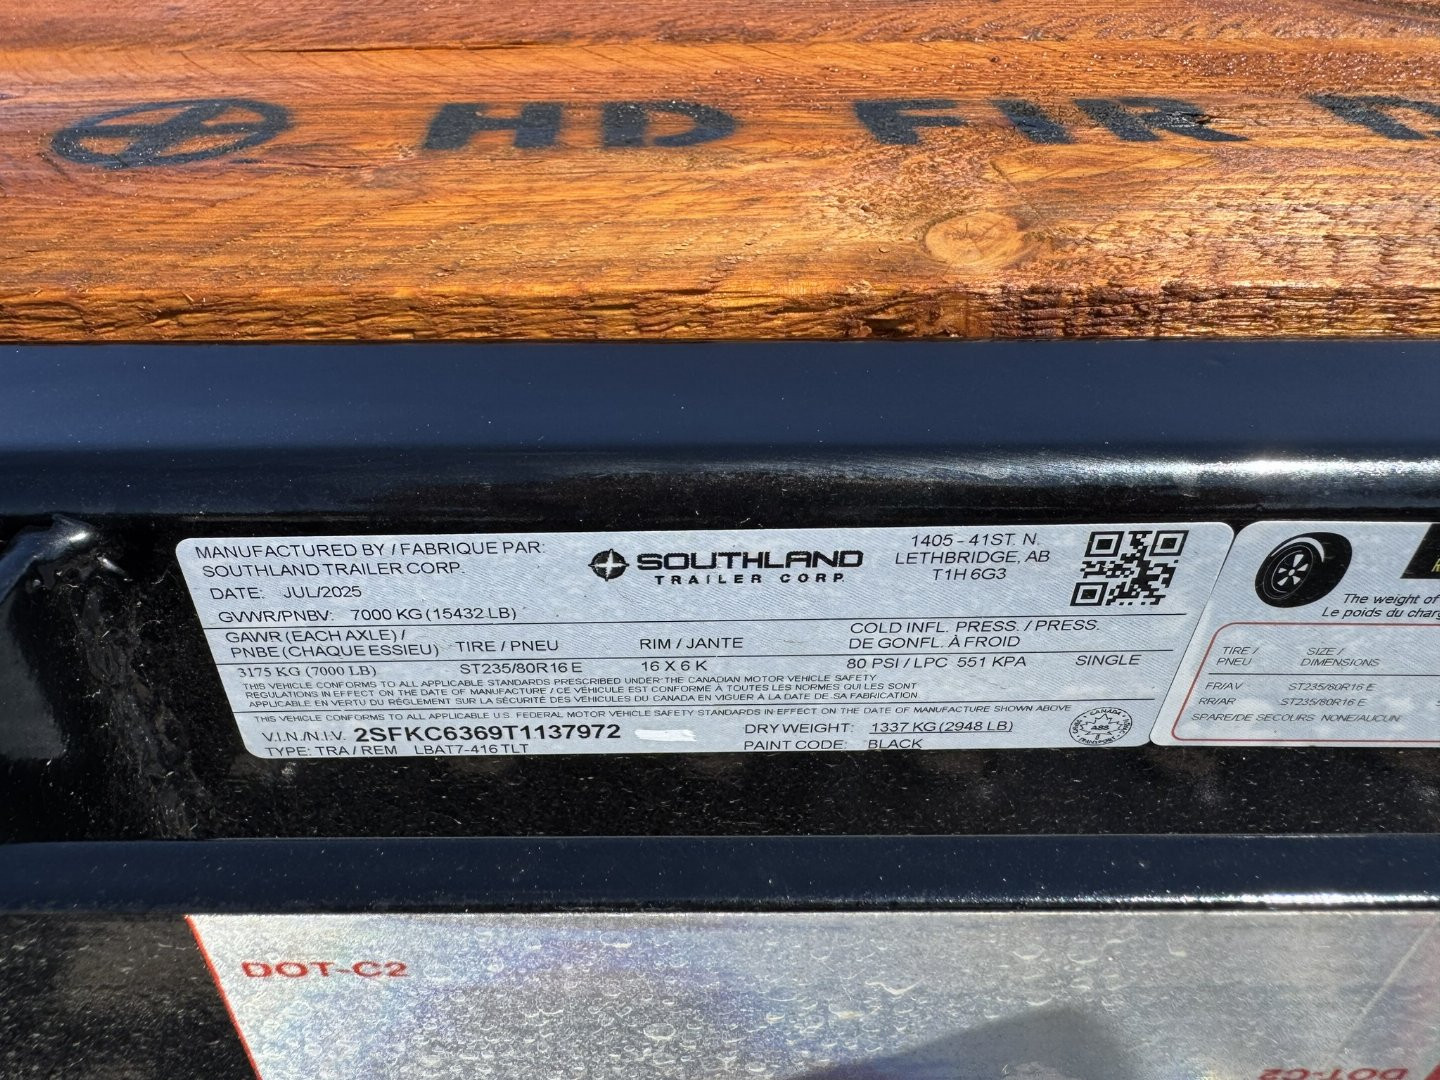 HD FIR
MANUFACTURED BY / FABRIQUE PAR:
SOUTHLAND TRAILER CORP.
DATE: JUL/2025
GVWR/PNBV: 7000 KG (15432 LB)
SOUTHLAND
TRAILER CORP.
1405 - 41ST. N.
LETHBRIDGE, AB
T1H 6G3
GAWR (EACH AXLE) /
PNBE (CHAQUE ESSIEU)
TIRE / PNEU
RIM / JANTE
COLD INFL. PRESS. / PRESS.
DE GONFL. À FROID
3175 KG (7000 LB)
ST235/80R16 E
16 X 6 K
80 PSI / LPC 551 KPA
SINGLE
THIS VEHICLE CONFORMS TO ALL APPLICABLE STANDARDS PRESCRIBED UNDER THE CANADIAN MOTOR VEHICLE SAFETY
REGULATIONS IN EFFECT ON THE DATE OF MANUFACTURE / CE VÉHICULE EST CONFORME À TOUTES LES NORMES QUI LES SONT
APPLICABLE EN VERTU DU RÈGLEMENT SUR LA SÉCURITÉ DES VÉHICULES DU CANADA EN VIGUER À LA DATE DE SA FABRICATION.
THIS VEHICLE CONFORMS TO ALL APPLICABLE U.S. FEDERAL MOTOR VEHICLE SAFETY STANDARDS IN EFFECT ON THE DATE OF MANUFACTURE SHOWN ABOVE
V.I.N./N.I.V. 2SFKC6369T1137972
TYPE: TRA / REM LBAT7-416 TLT
DRY WEIGHT: 1337 KG (2948 LB)
PAINT CODE: BLACK
CANADA
The weight of
Le poids du
TIRE /
PNEU
SIZE /
DIMENSIONS
FR/AV ST235/80R16 E
RR/AR ST235/80R16 E
SPARE/DE SECOURS NONE/AUCUN
DOT-C2
DOT-C2